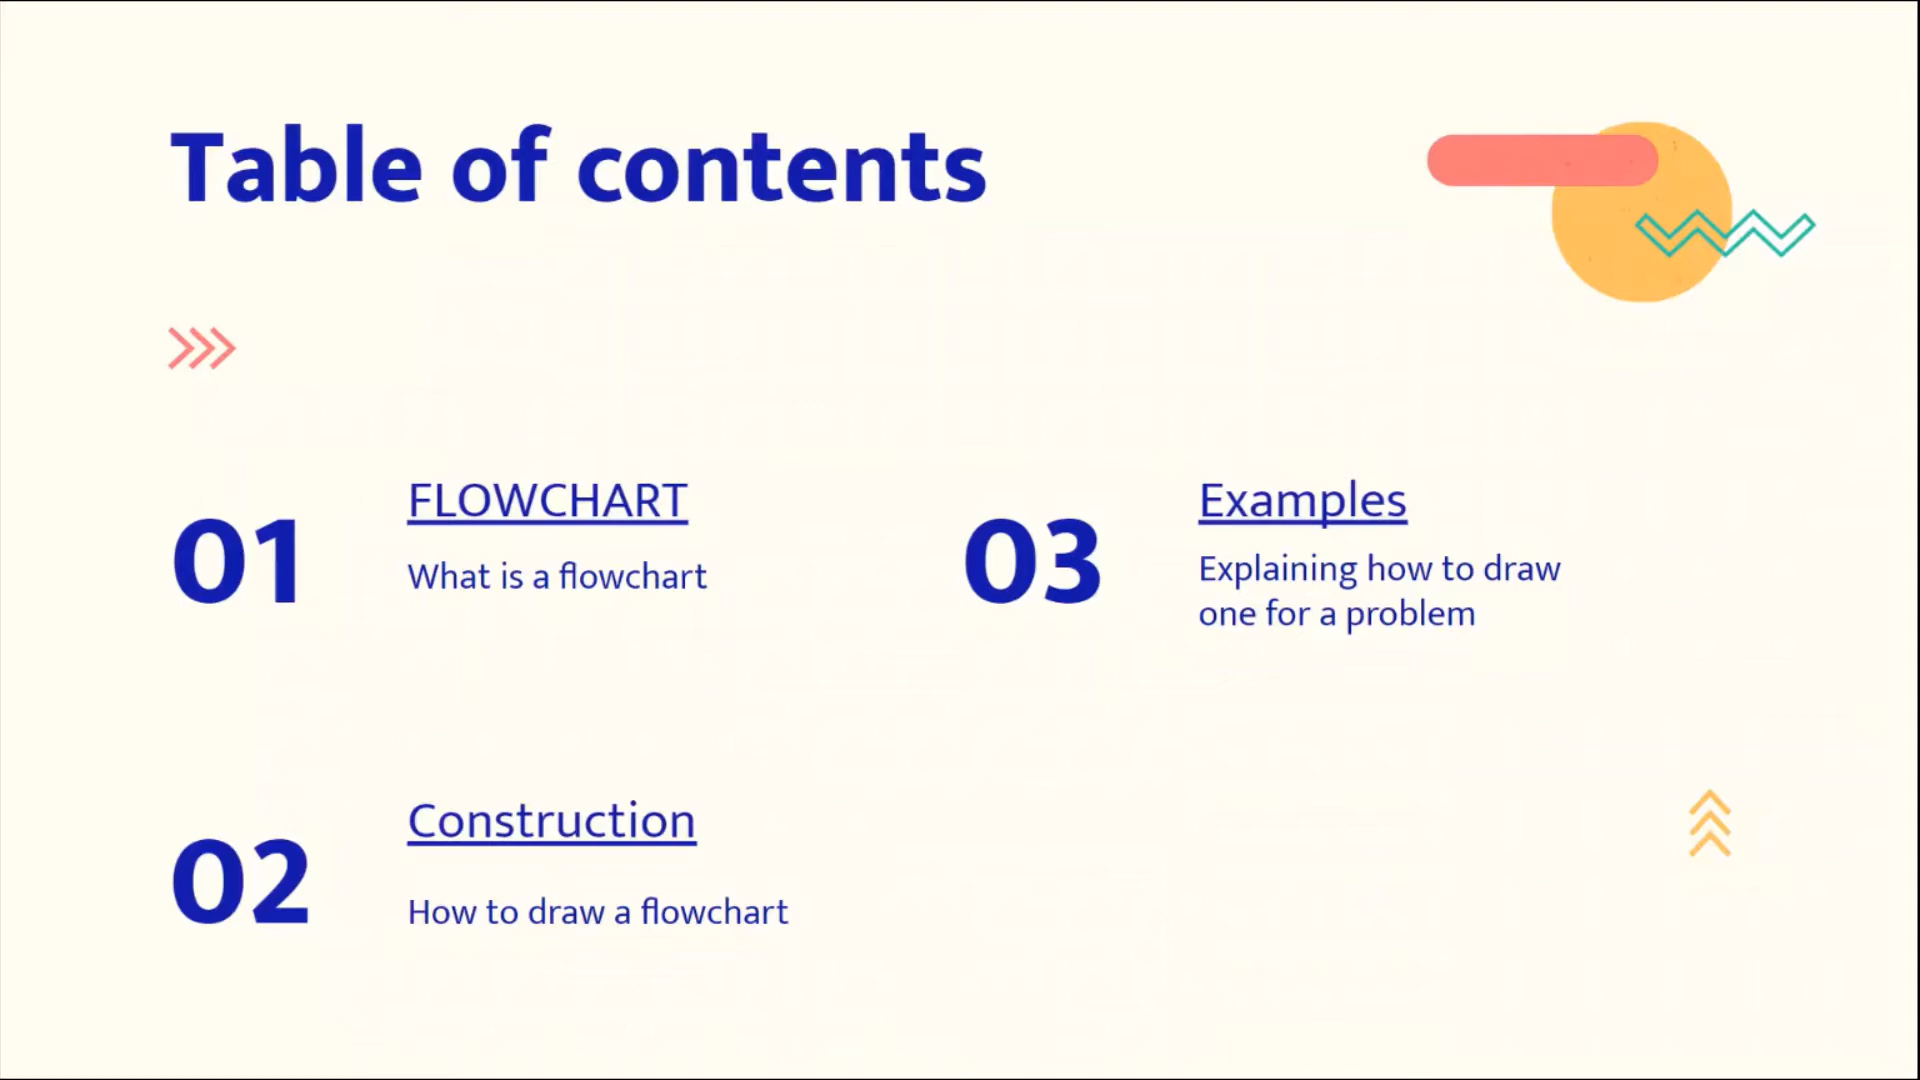 Table of contents
01
FLOWCHART
What is a flowchart
02
Construction
How to draw a flowchart
03
Examples
Explaining how to draw
one for a problem